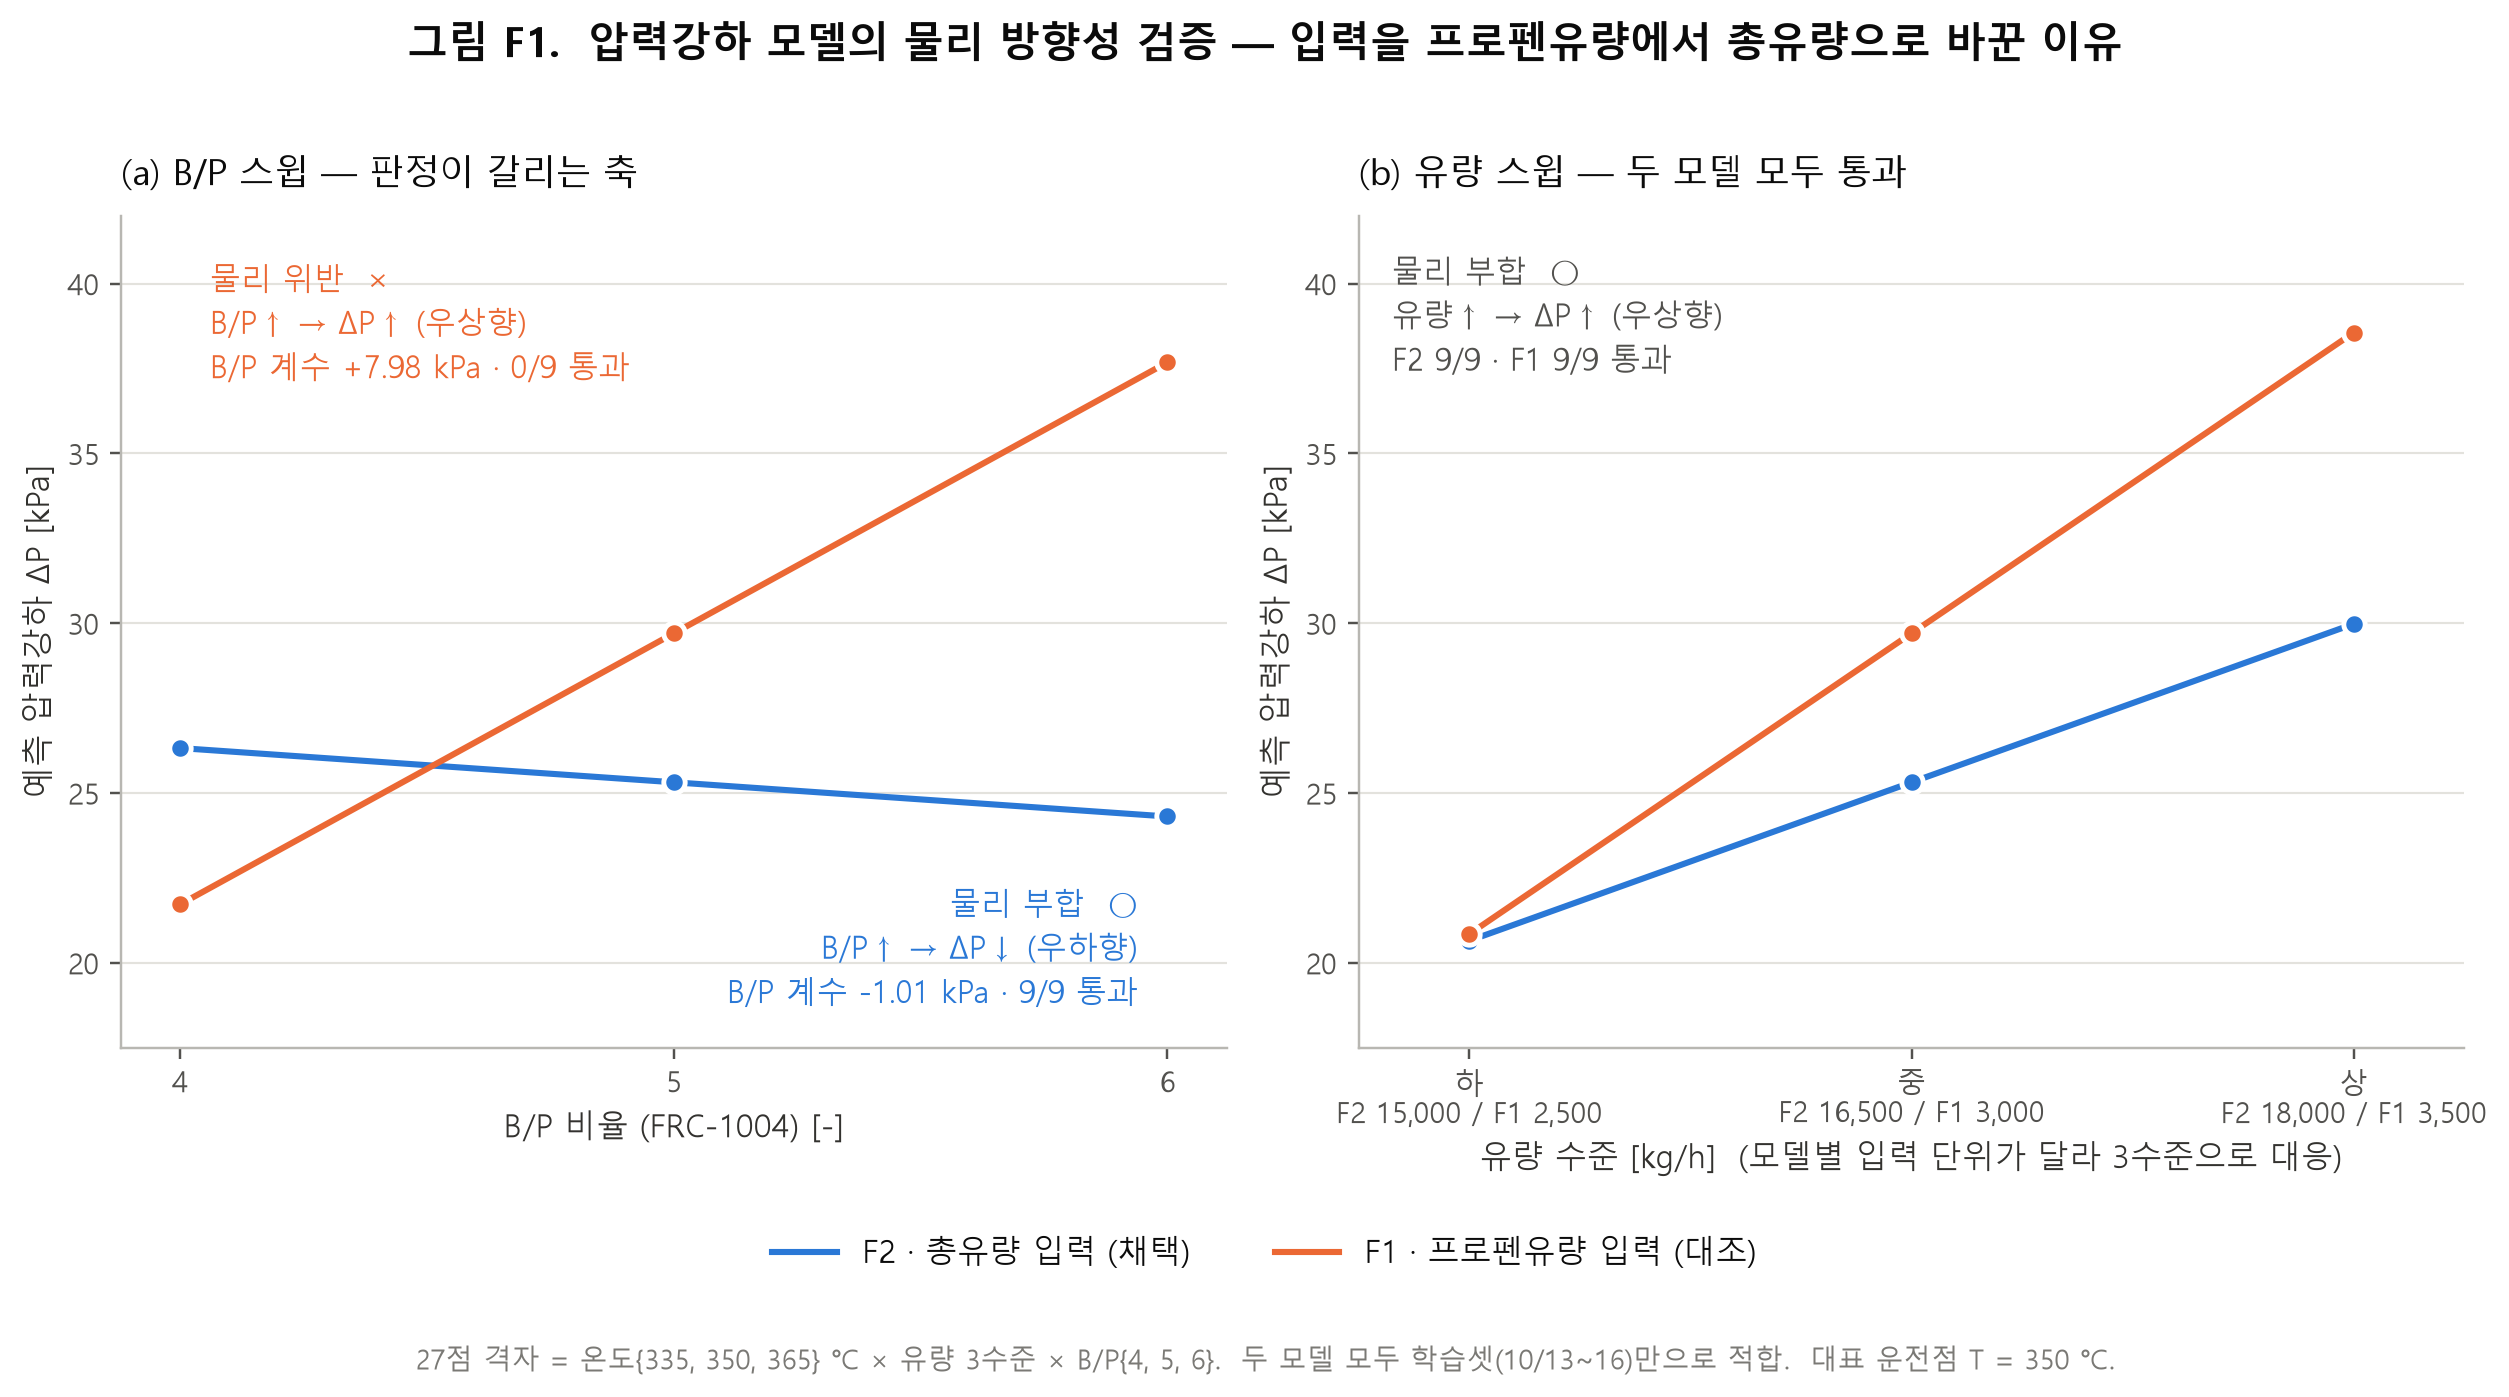 그림 F1. 압력강하 모델의 물리 방향성 검증 — 입력을 프로펜유량에서 총유량으로 바꾼 이유
(a) B/P 스윕 — 판정이 갈리는 축
물리 위반 ×
B/P↑ → ΔP↑ (우상향)
B/P 계수 +7.98 kPa · 0/9 통과
40
35
30
25
20
예측 압력강하 ΔP [kPa]
물리 부합 ○
B/P↑ → ΔP↓ (우하향)
B/P 계수 -1.01 kPa · 9/9 통과
4
5
6
B/P 비율 (FRC-1004) [-]
(b) 유량 스윕 — 두 모델 모두 통과
물리 부합 ○
유량↑ → ΔP↑ (우상향)
F2 9/9 · F1 9/9 통과
40
35
30
25
20
예측 압력강하 ΔP [kPa]
하
F2 15,000 / F1 2,500
중
F2 16,500 / F1 3,000
상
F2 18,000 / F1 3,500
유량 수준 [kg/h] (모델별 입력 단위가 달라 3수준으로 대응)
F2 · 총유량 입력 (채택)
F1 · 프로펜유량 입력 (대조)
27점 격자 = 온도{335, 350, 365} °C × 유량 3수준 × B/P{4, 5, 6}. 두 모델 모두 학습셋(10/13~16)만으로 적합. 대표 운전점 T = 350 °C.